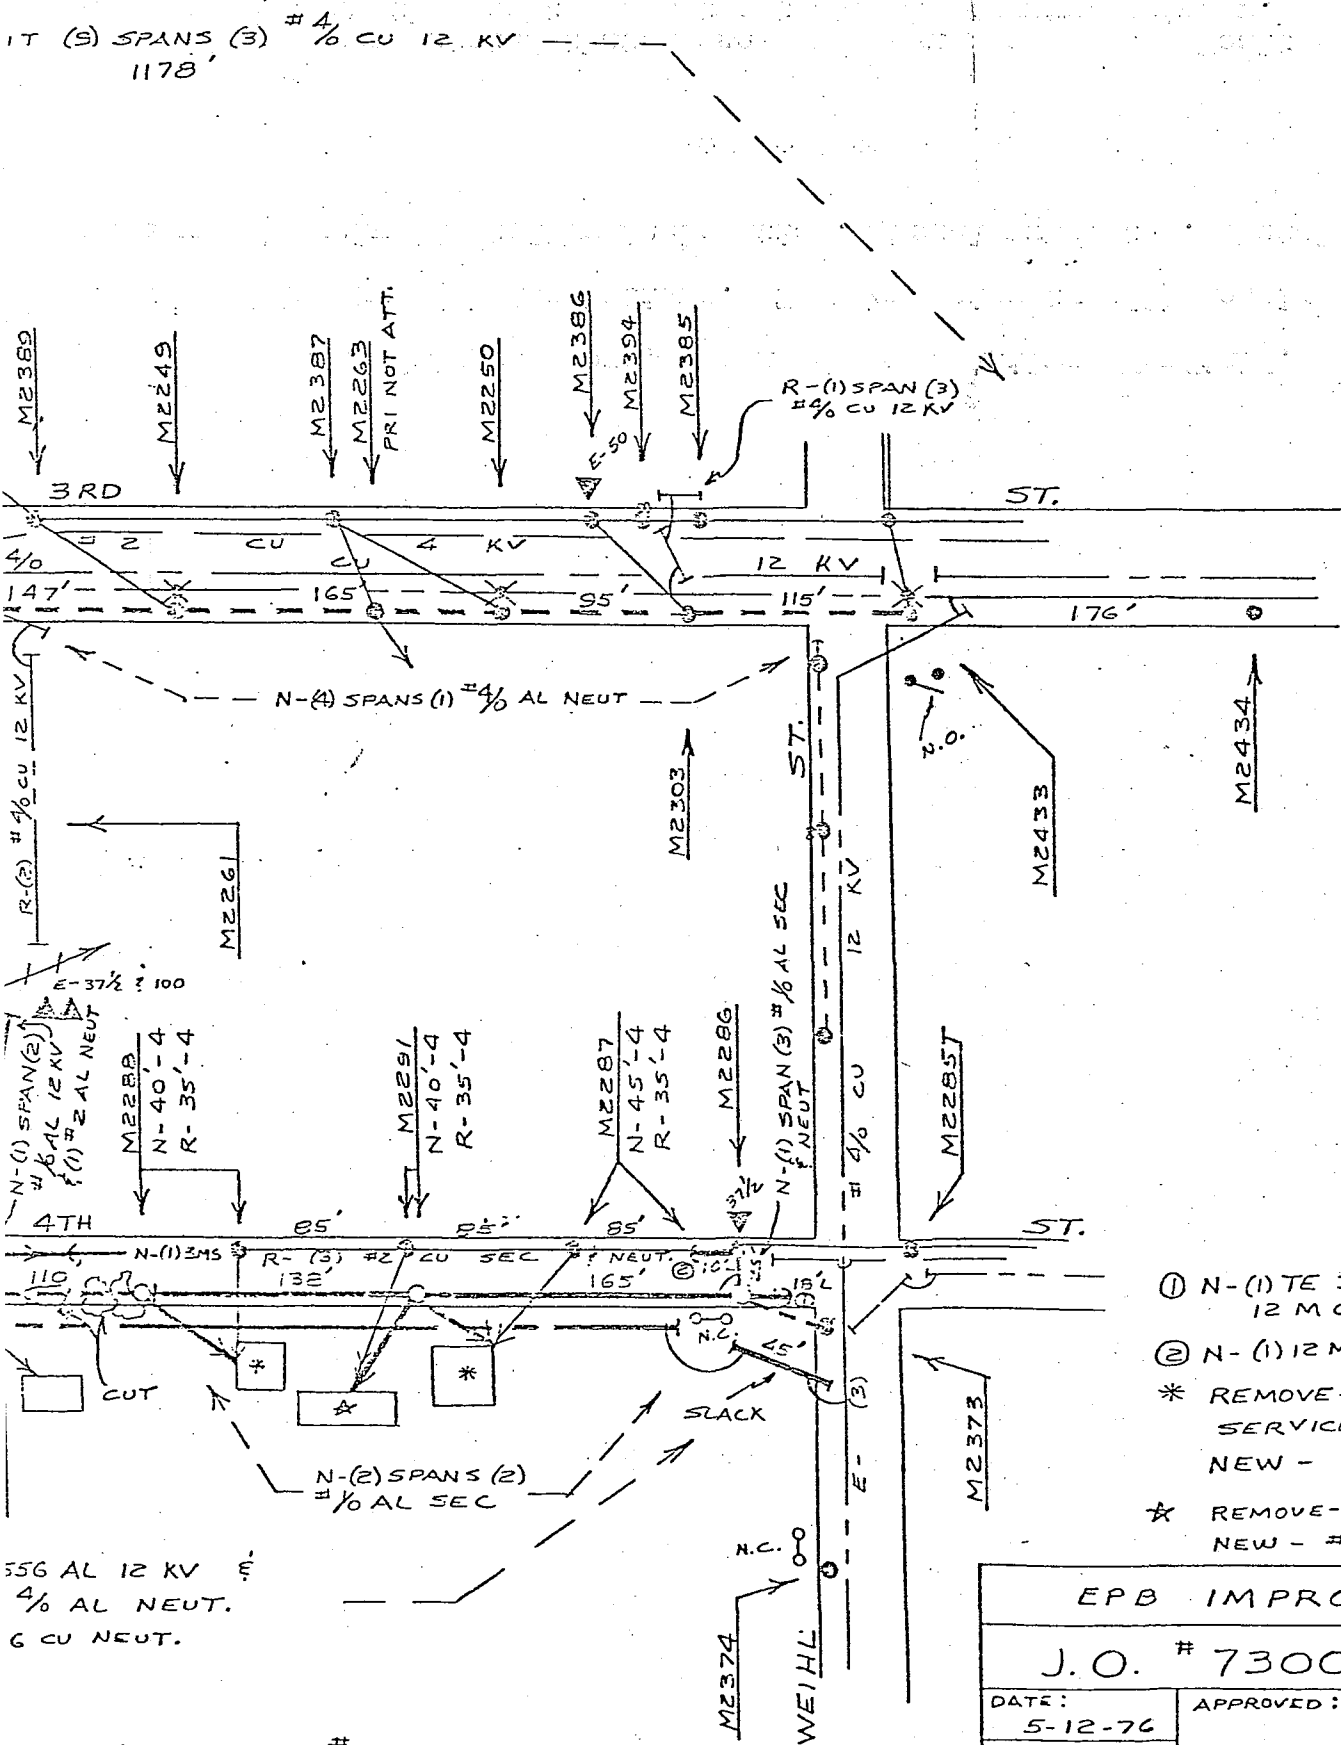 IT (S) SPANS (3) # 4/0 CU 12 KV
1178'
M2389
M2249
M2387
M2263
PRI NOT ATT.
M2250
M2386
M2394
M2385
E-50
R-(1) SPAN (3)
#4/0 CU 12 KV
3RD
ST.
# 2 CU 4 KV
4/0 CU 12 KV
147'
165'
95'
115'
176'
N-(4) SPANS (1) #4/0 AL NEUT
R-(2) #4/0 CU 12 KV
M2261
M2303
ST.
N.O.
M2433
M2434
12 KV
# 4/0 CU
E-37½ & 100
N-(1) SPAN (2)
#1/0 AL 12 KV
& (1) #2 AL NEUT
M2288
N-40'-4
R-35'-4
M2291
N-40'-4
R-35'-4
M2287
N-45'-4
R-35'-4
M2286
37½
N-(1) SPAN (3) #1/0 AL SEC
& NEUT
M2285T
4TH
85'
85'
85'
ST.
N-(1) 3MS
R-(3) #2 CU SEC & NEUT.
110'
132'
165'
②
18'L
N.C.
45'
*
*
☆
CUT
SLACK
(3)
E-
M2373
N-(2) SPANS (2)
#1/0 AL SEC
① N-(1) TE
12 M
② N-(1) 12 M
* REMOVE-
SERVIC
NEW -
☆ REMOVE-
NEW - #
556 AL 12 KV &
4/0 AL NEUT.
6 CU NEUT.
N.C.
M2374
WEIHL
EPB IMPRO
J.O. # 7300
DATE:
5-12-76
APPROVED:
#